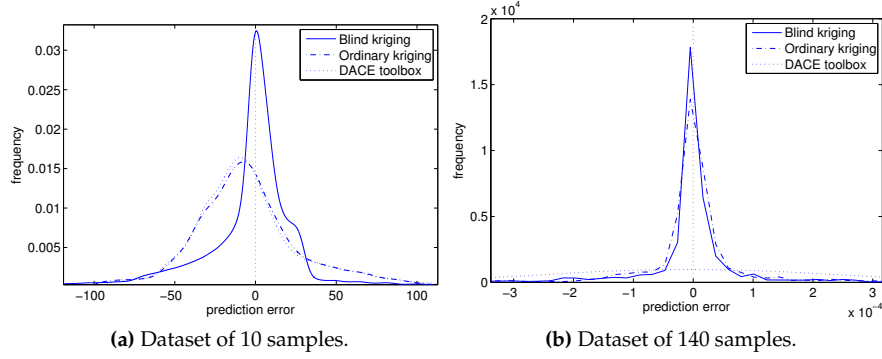 Blind kriging
Ordinary kriging
DACE toolbox
0.03
0.025
0.02
0.015
0.01
0.005
frequency
−100 −50 0 50 100
prediction error
(a) Dataset of 10 samples.
2 x 10^4
Blind kriging
Ordinary kriging
DACE toolbox
1.5
1
0.5
0
frequency
−3 −2 −1 0 1 2 3
prediction error
x 10^−4
(b) Dataset of 140 samples.